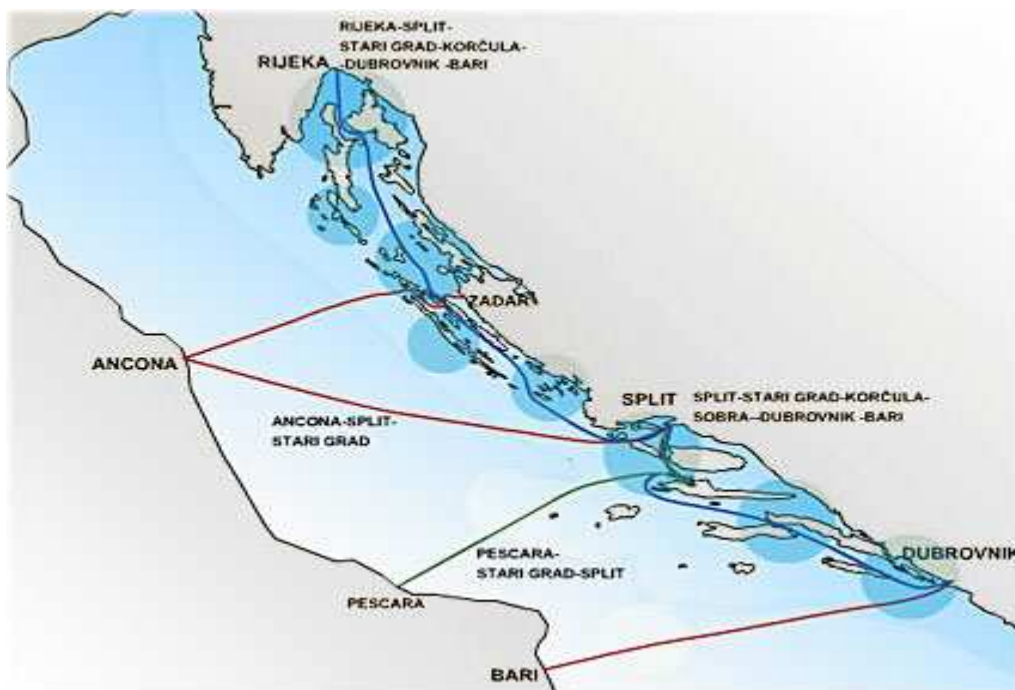 RIJEKA-SPLIT-
STARI GRAD-KORČULA-
-DUBROVNIK -BARI
RIJEKA
ZADAR
ANCONA
SPLIT
SPLIT-STARI GRAD-KORČULA-
SOBRA--DUBROVNIK -BARI
ANCONA-SPLIT-
STARI GRAD
DUBROVNIK
PESCARA-
STARI GRAD-SPLIT
PESCARA
BARI